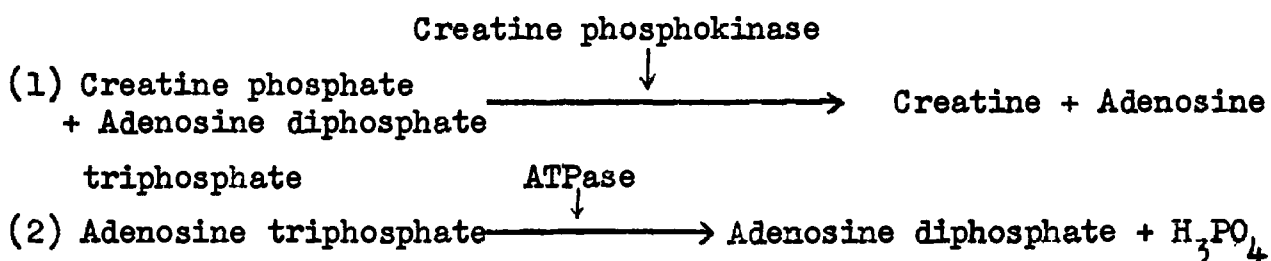 Creatine phosphokinase
(1) Creatine phosphate
+ Adenosine diphosphate
Creatine + Adenosine
triphosphate
ATPase
(2) Adenosine triphosphate → Adenosine diphosphate + H₃PO₄